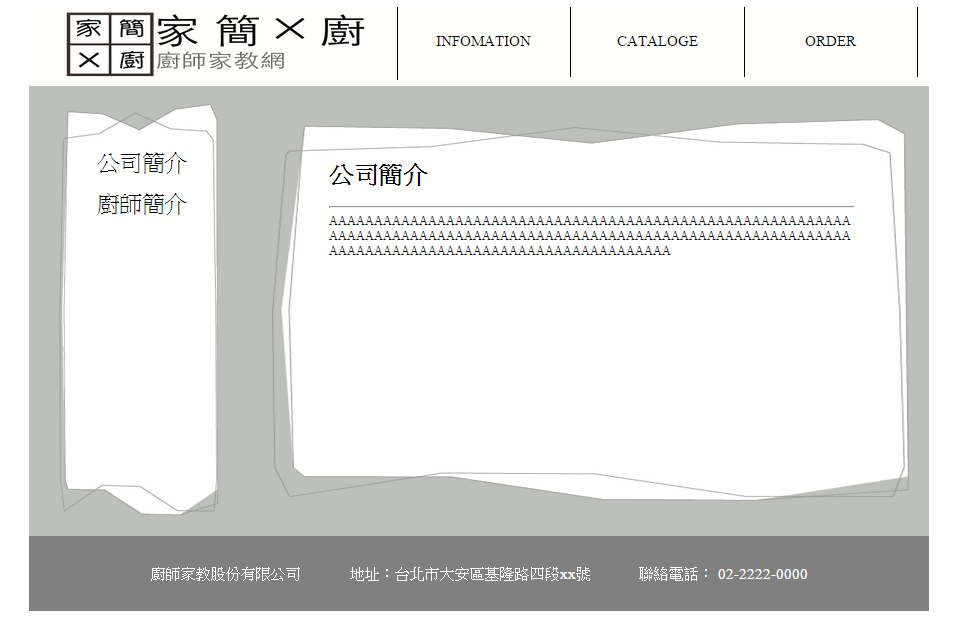 家簡
×廚
家 簡 × 廚
廚師家教網
INFOMATION
CATALOGE
ORDER
公司簡介
廚師簡介
公司簡介
AAAAAAAAAAAAAAAAAAAAAAAAAAAAAAAAAAAAAAAAAAAAAAAAAAAAAAAAAA
AAAAAAAAAAAAAAAAAAAAAAAAAAAAAAAAAAAAAAAAAAAAAAAAAAAAAAAAAA
AAAAAAAAAAAAAAAAAAAAAAAAAAAAAAAAAAAAAA
廚師家教股份有限公司 地址：台北市大安區基隆路四段xx號 聯絡電話： 02-2222-0000